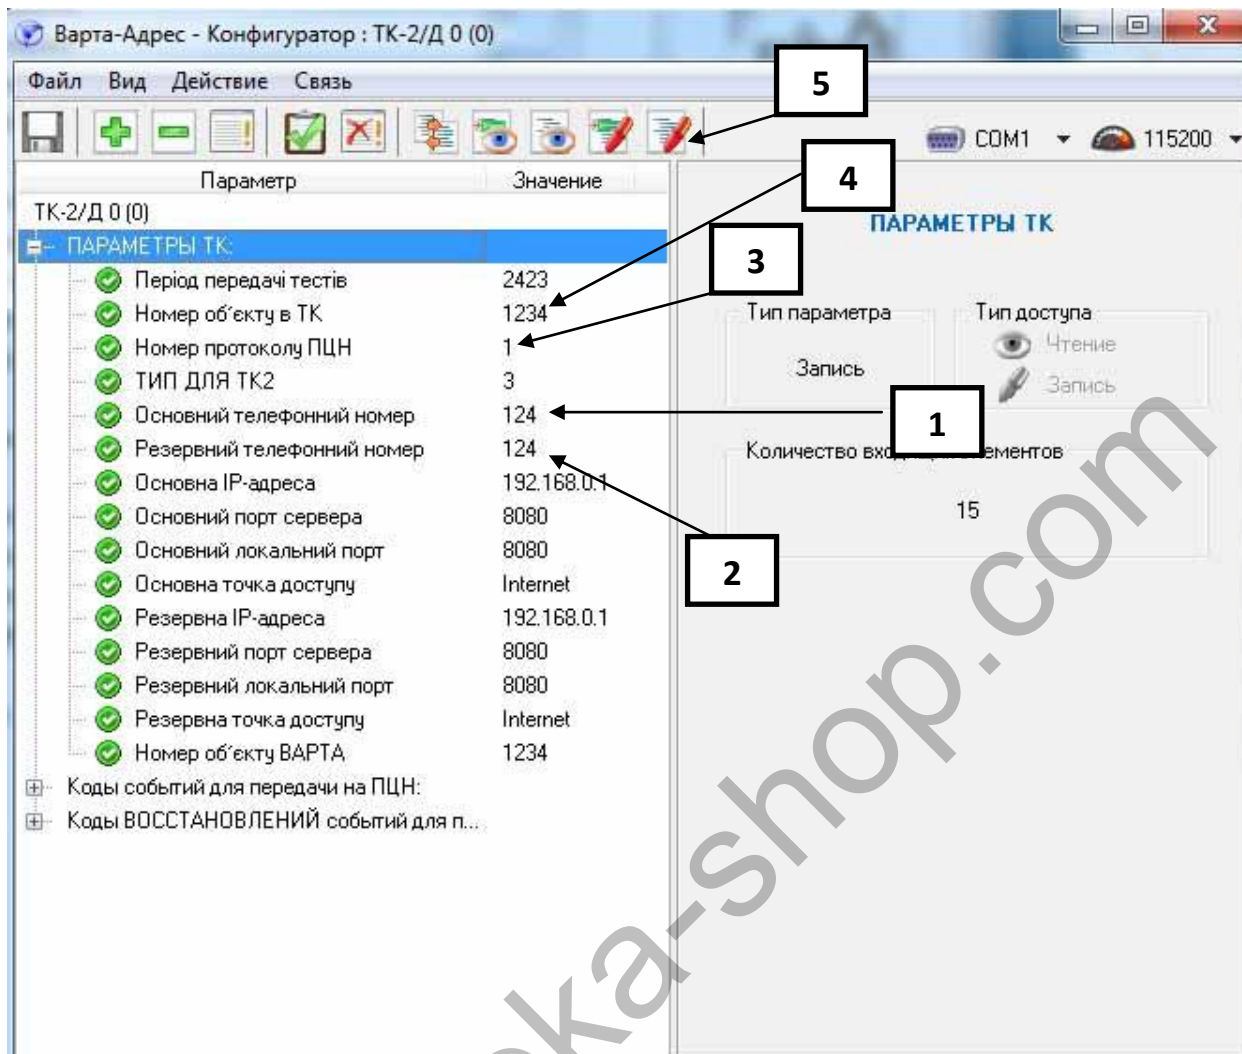 Варта-Адрес - Конфигуратор : ТК-2/Д 0 (0)
Файл Вид Действие Связь
5
COM1 115200
Параметр Значение
4
ТК-2/Д 0 (0)
ПАРАМЕТРЫ ТК
ПАРАМЕТРЫ ТК:
3
Період передачі тестів 2423
Номер об´єкту в ТК 1234
Тип параметра Тип доступа
Номер протоколу ПЦН 1
Чтение
Запись
ТИП ДЛЯ ТК2 3
Запись
Основний телефонний номер 124
1
Резервний телефонний номер 124
Количество
Основна IP-адреса 192.168.0.1
Основний порт сервера 8080
15
Основний локальний порт 8080
2
Основна точка доступу Internet
Резервна IP-адреса 192.168.0.1
Резервний порт сервера 8080
Резервний локальний порт 8080
Резервна точка доступу Internet
Номер об´єкту ВАРТА 1234
Коды событий для передачи на ПЦН:
Коды ВОССТАНОВЛЕНИЙ событий для п...
ka-shop.com